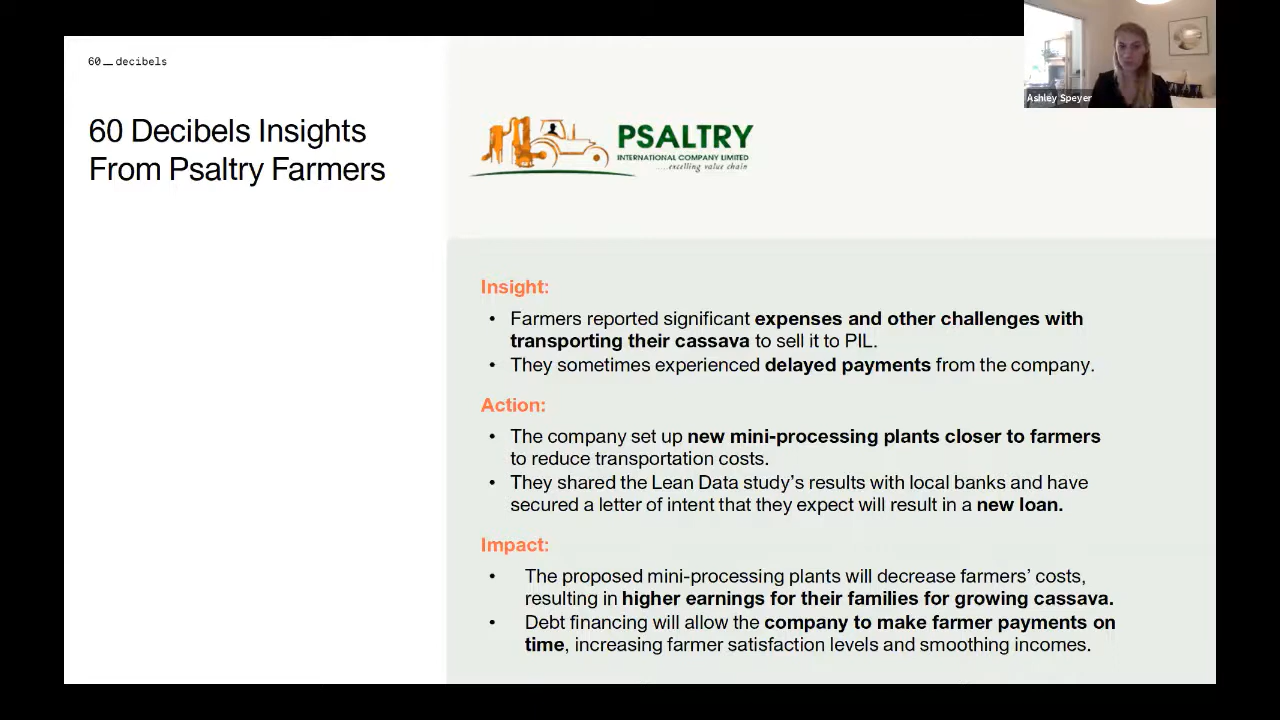 60__decibels
60 Decibels Insights
From Psaltry Farmers
PSALTRY
INTERNATIONAL COMPANY LIMITED
....excelling value chain
Ashley Speyer
Insight:
• Farmers reported significant expenses and other challenges with
transporting their cassava to sell it to PIL.
• They sometimes experienced delayed payments from the company.
Action:
• The company set up new mini-processing plants closer to farmers
to reduce transportation costs.
• They shared the Lean Data study’s results with local banks and have
secured a letter of intent that they expect will result in a new loan.
Impact:
• The proposed mini-processing plants will decrease farmers’ costs,
resulting in higher earnings for their families for growing cassava.
• Debt financing will allow the company to make farmer payments on
time, increasing farmer satisfaction levels and smoothing incomes.